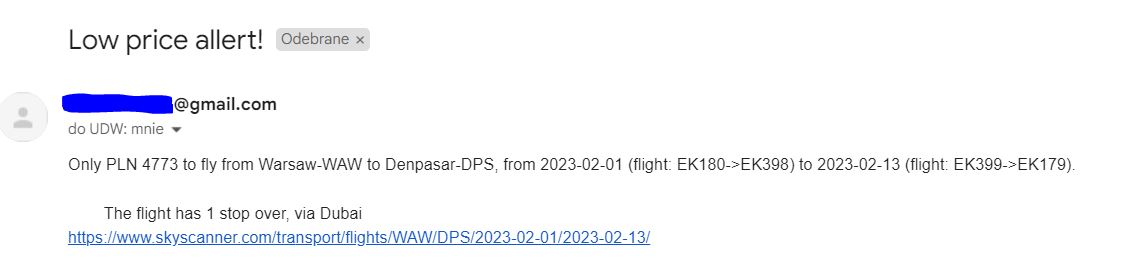 Low price allert! Odebrane ×
@gmail.com
do UDW: mnie
Only PLN 4773 to fly from Warsaw-WAW to Denpasar-DPS, from 2023-02-01 (flight: EK180->EK398) to 2023-02-13 (flight: EK399->EK179).
The flight has 1 stop over, via Dubai
https://www.skyscanner.com/transport/flights/WAW/DPS/2023-02-01/2023-02-13/